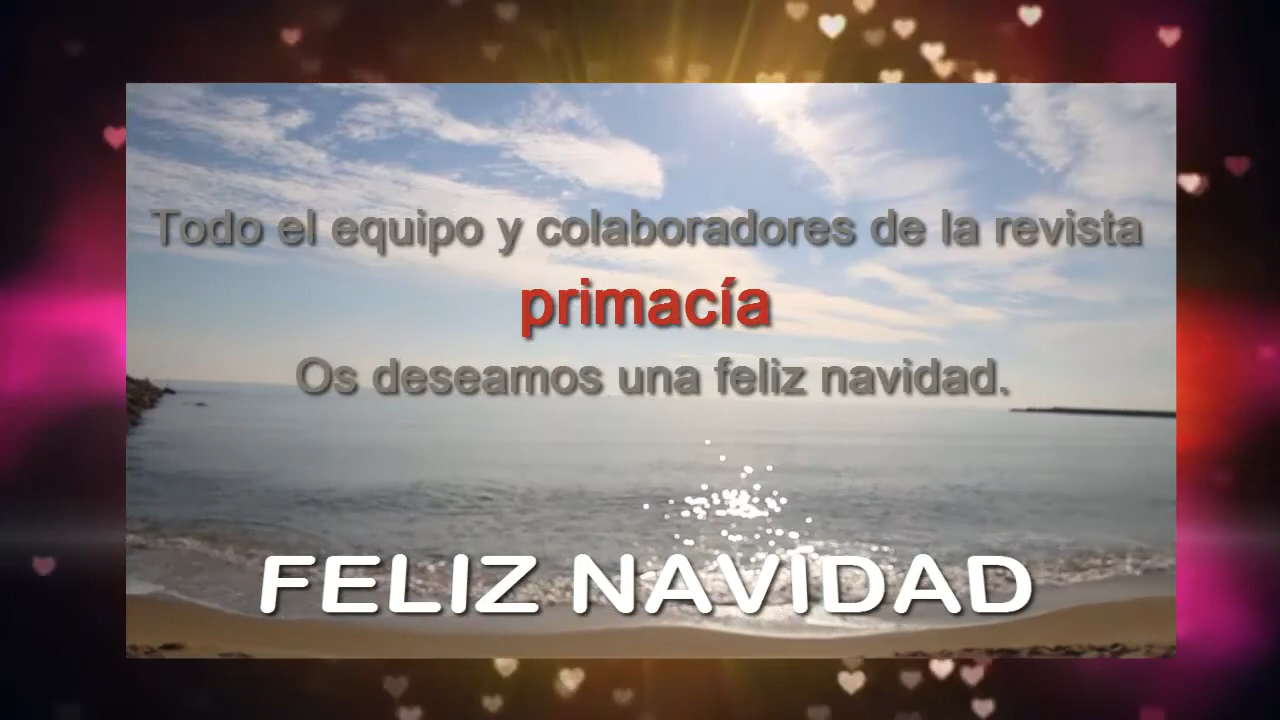 Todo el equipo y colaboradores de la revista
primacía
Os deseamos una feliz navidad.
FELIZ NAVIDAD